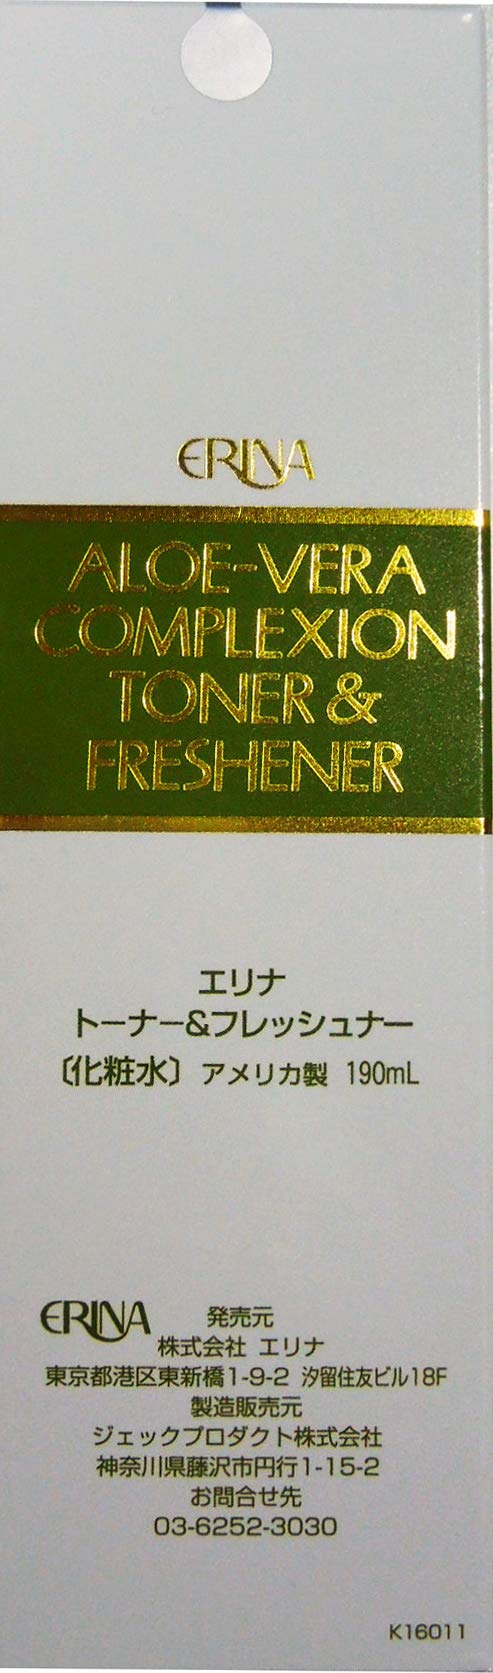 ERINA
ALOE-VERA
COMPLEXION
TONER &
FRESHENER
エリナ
トーナー&フレッシュナー
〔化粧水〕 アメリカ製 190mL
ERINA 発売元
株式会社 エリナ
東京都港区東新橋1-9-2 汐留住友ビル18F
製造販売元
ジェックプロダクト株式会社
神奈川県藤沢市円行1-15-2
お問合せ先
03-6252-3030
K16011